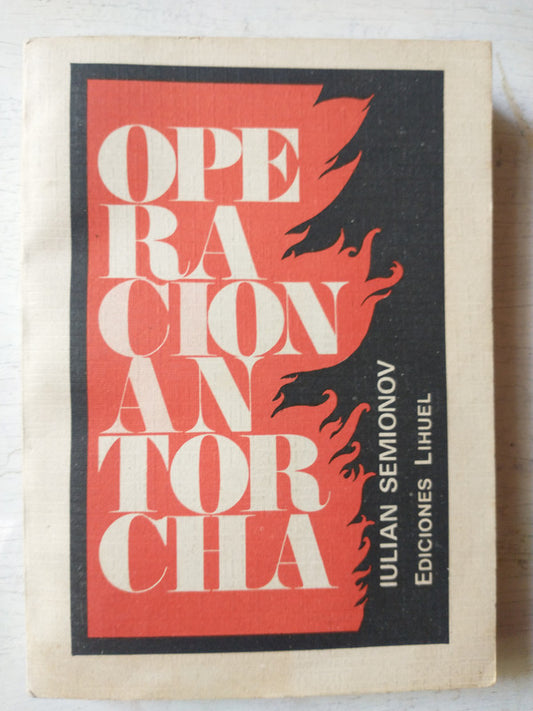 OPE
RA
CION
AN
TOR
CHA
IULIAN SEMIONOV
EDICIONES LIHUEL